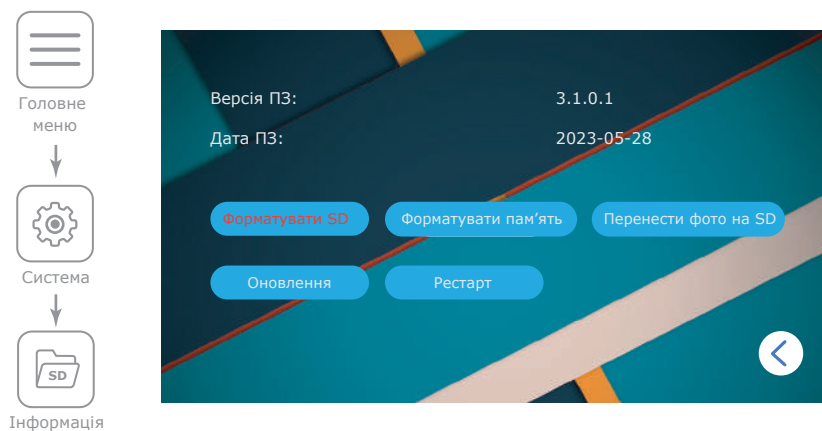 Головне
меню
Система
SD
Інформація
Версія ПЗ: 3.1.0.1
Дата ПЗ: 2023-05-28
Форматувати SD Форматувати пам’ять Перенести фото на SD
Оновлення Рестарт